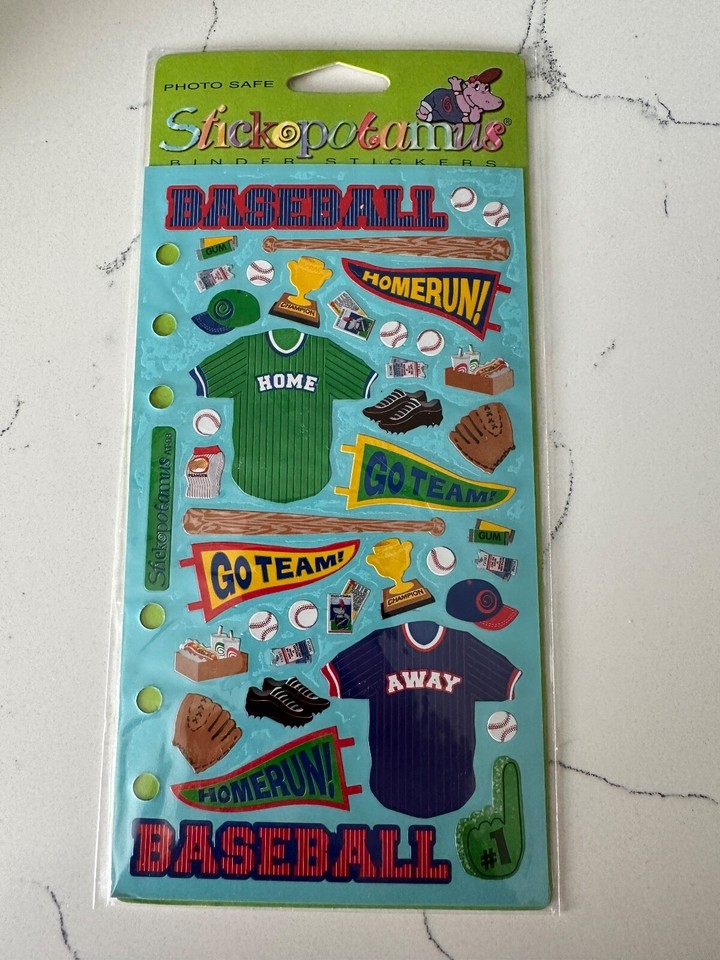 PHOTO SAFE
Stickopotamus®
BINDER STICKERS
BASEBALL
GUM
HOMERUN!
CHAMPION
HOME
GO TEAM!
Stickopotamus
GUM
GO TEAM!
CHAMPION
AWAY
HOMERUN!
#1
BASEBALL